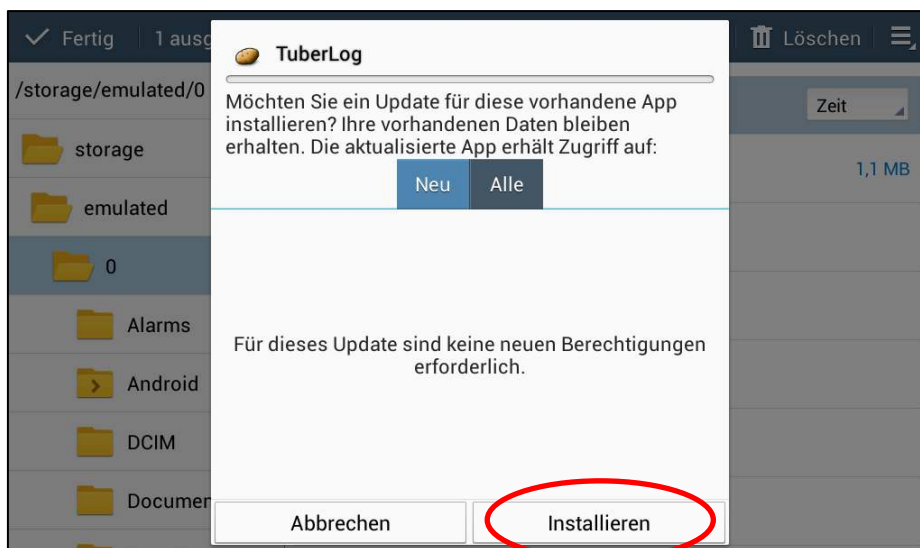 Fertig
1 ausg
Löschen
/storage/emulated/0
storage
emulated
0
Alarms
Android
DCIM
Documen
TuberLog
Möchten Sie ein Update für diese vorhandene App
installieren? Ihre vorhandenen Daten bleiben
erhalten. Die aktualisierte App erhält Zugriff auf:
Neu
Alle
Für dieses Update sind keine neuen Berechtigungen
erforderlich.
Abbrechen
Installieren
Zeit
1,1 MB